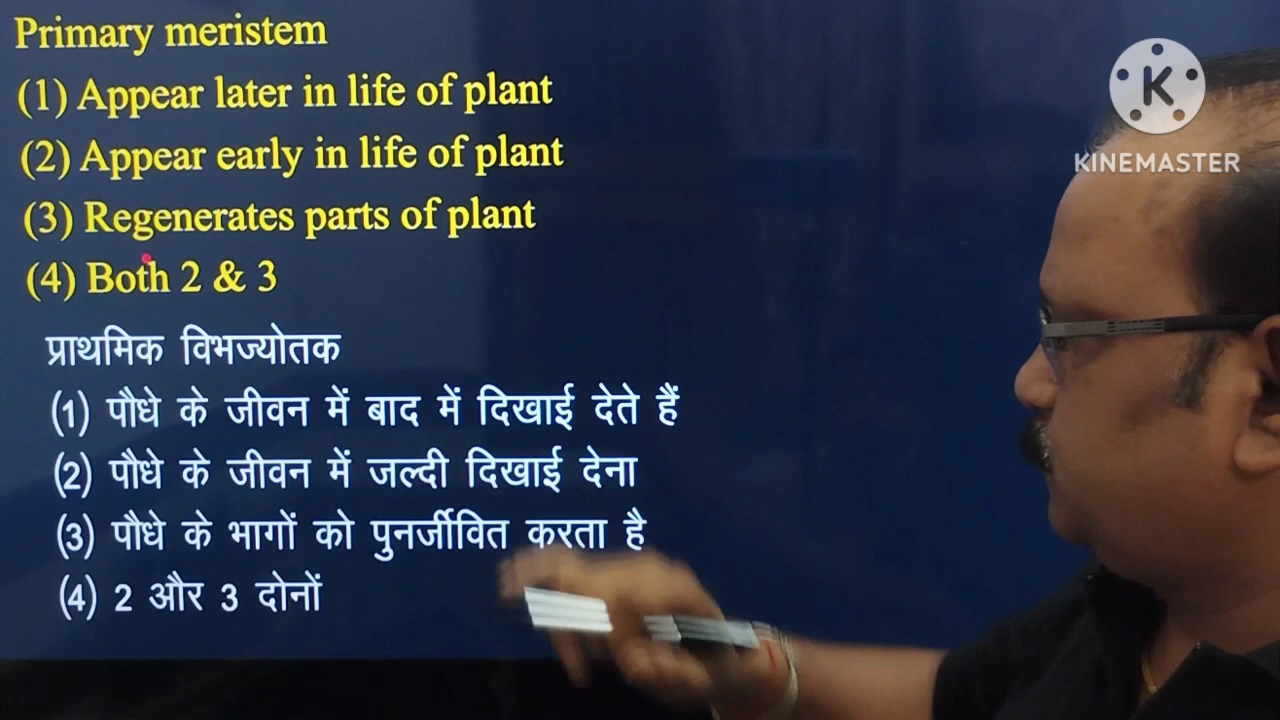 Primary meristem
(1) Appear later in life of plant
(2) Appear early in life of plant
(3) Regenerates parts of plant
(4) Both 2 & 3
प्राथमिक विभज्योतक
(1) पौधे के जीवन में बाद में दिखाई देते हैं
(2) पौधे के जीवन में जल्दी दिखाई देना
(3) पौधे के भागों को पुनर्जीवित करता है
(4) 2 और 3 दोनों
K
KINEMASTER